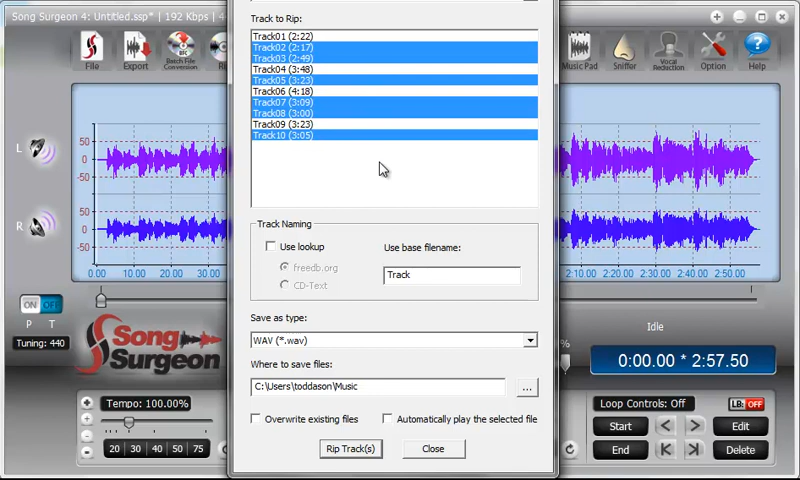 Song Surgeon 4: Untitled.ssp* | 192 Kbps | 4
Track to Rip:
Track01 (2:22)
Track02 (2:17)
Track03 (2:49)
Track04 (3:48)
Track05 (3:23)
Track06 (4:18)
Track07 (3:09)
Track08 (3:00)
Track09 (3:23)
Track10 (3:05)
File
Export
Batch File
Conversion
Music Pad
Sniffer
Vocal
Reduction
Option
Help
L
50
0
-50
R
50
0
-50
0.00 10.00 20.00 30.00
2:10.00 2:20.00 2:30.00 2:40.00 2:50.00
Track Naming
Use lookup
freedb.org
CD-Text
Use base filename:
Track
Save as type:
WAV (*.wav)
Where to save files:
C:\Users\toddason\Music
...
Overwrite existing files
Automatically play the selected file
Rip Track(s)
Close
ON OFF
P T
Tuning: 440
Song
Surgeon
Tempo: 100.00%
20 30 40 50 75
Idle
%
0:00.00 * 2:57.50
Loop Controls: Off
LB: OFF
Start
Edit
End
Delete